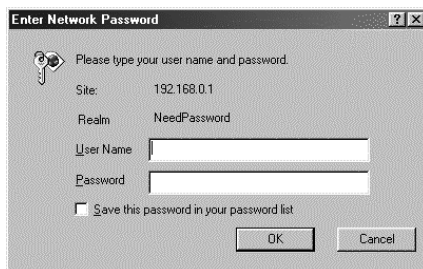 Enter Network Password
Please type your user name and password.
Site: 192.168.0.1
Realm NeedPassword
User Name
Password
Save this password in your password list
OK Cancel